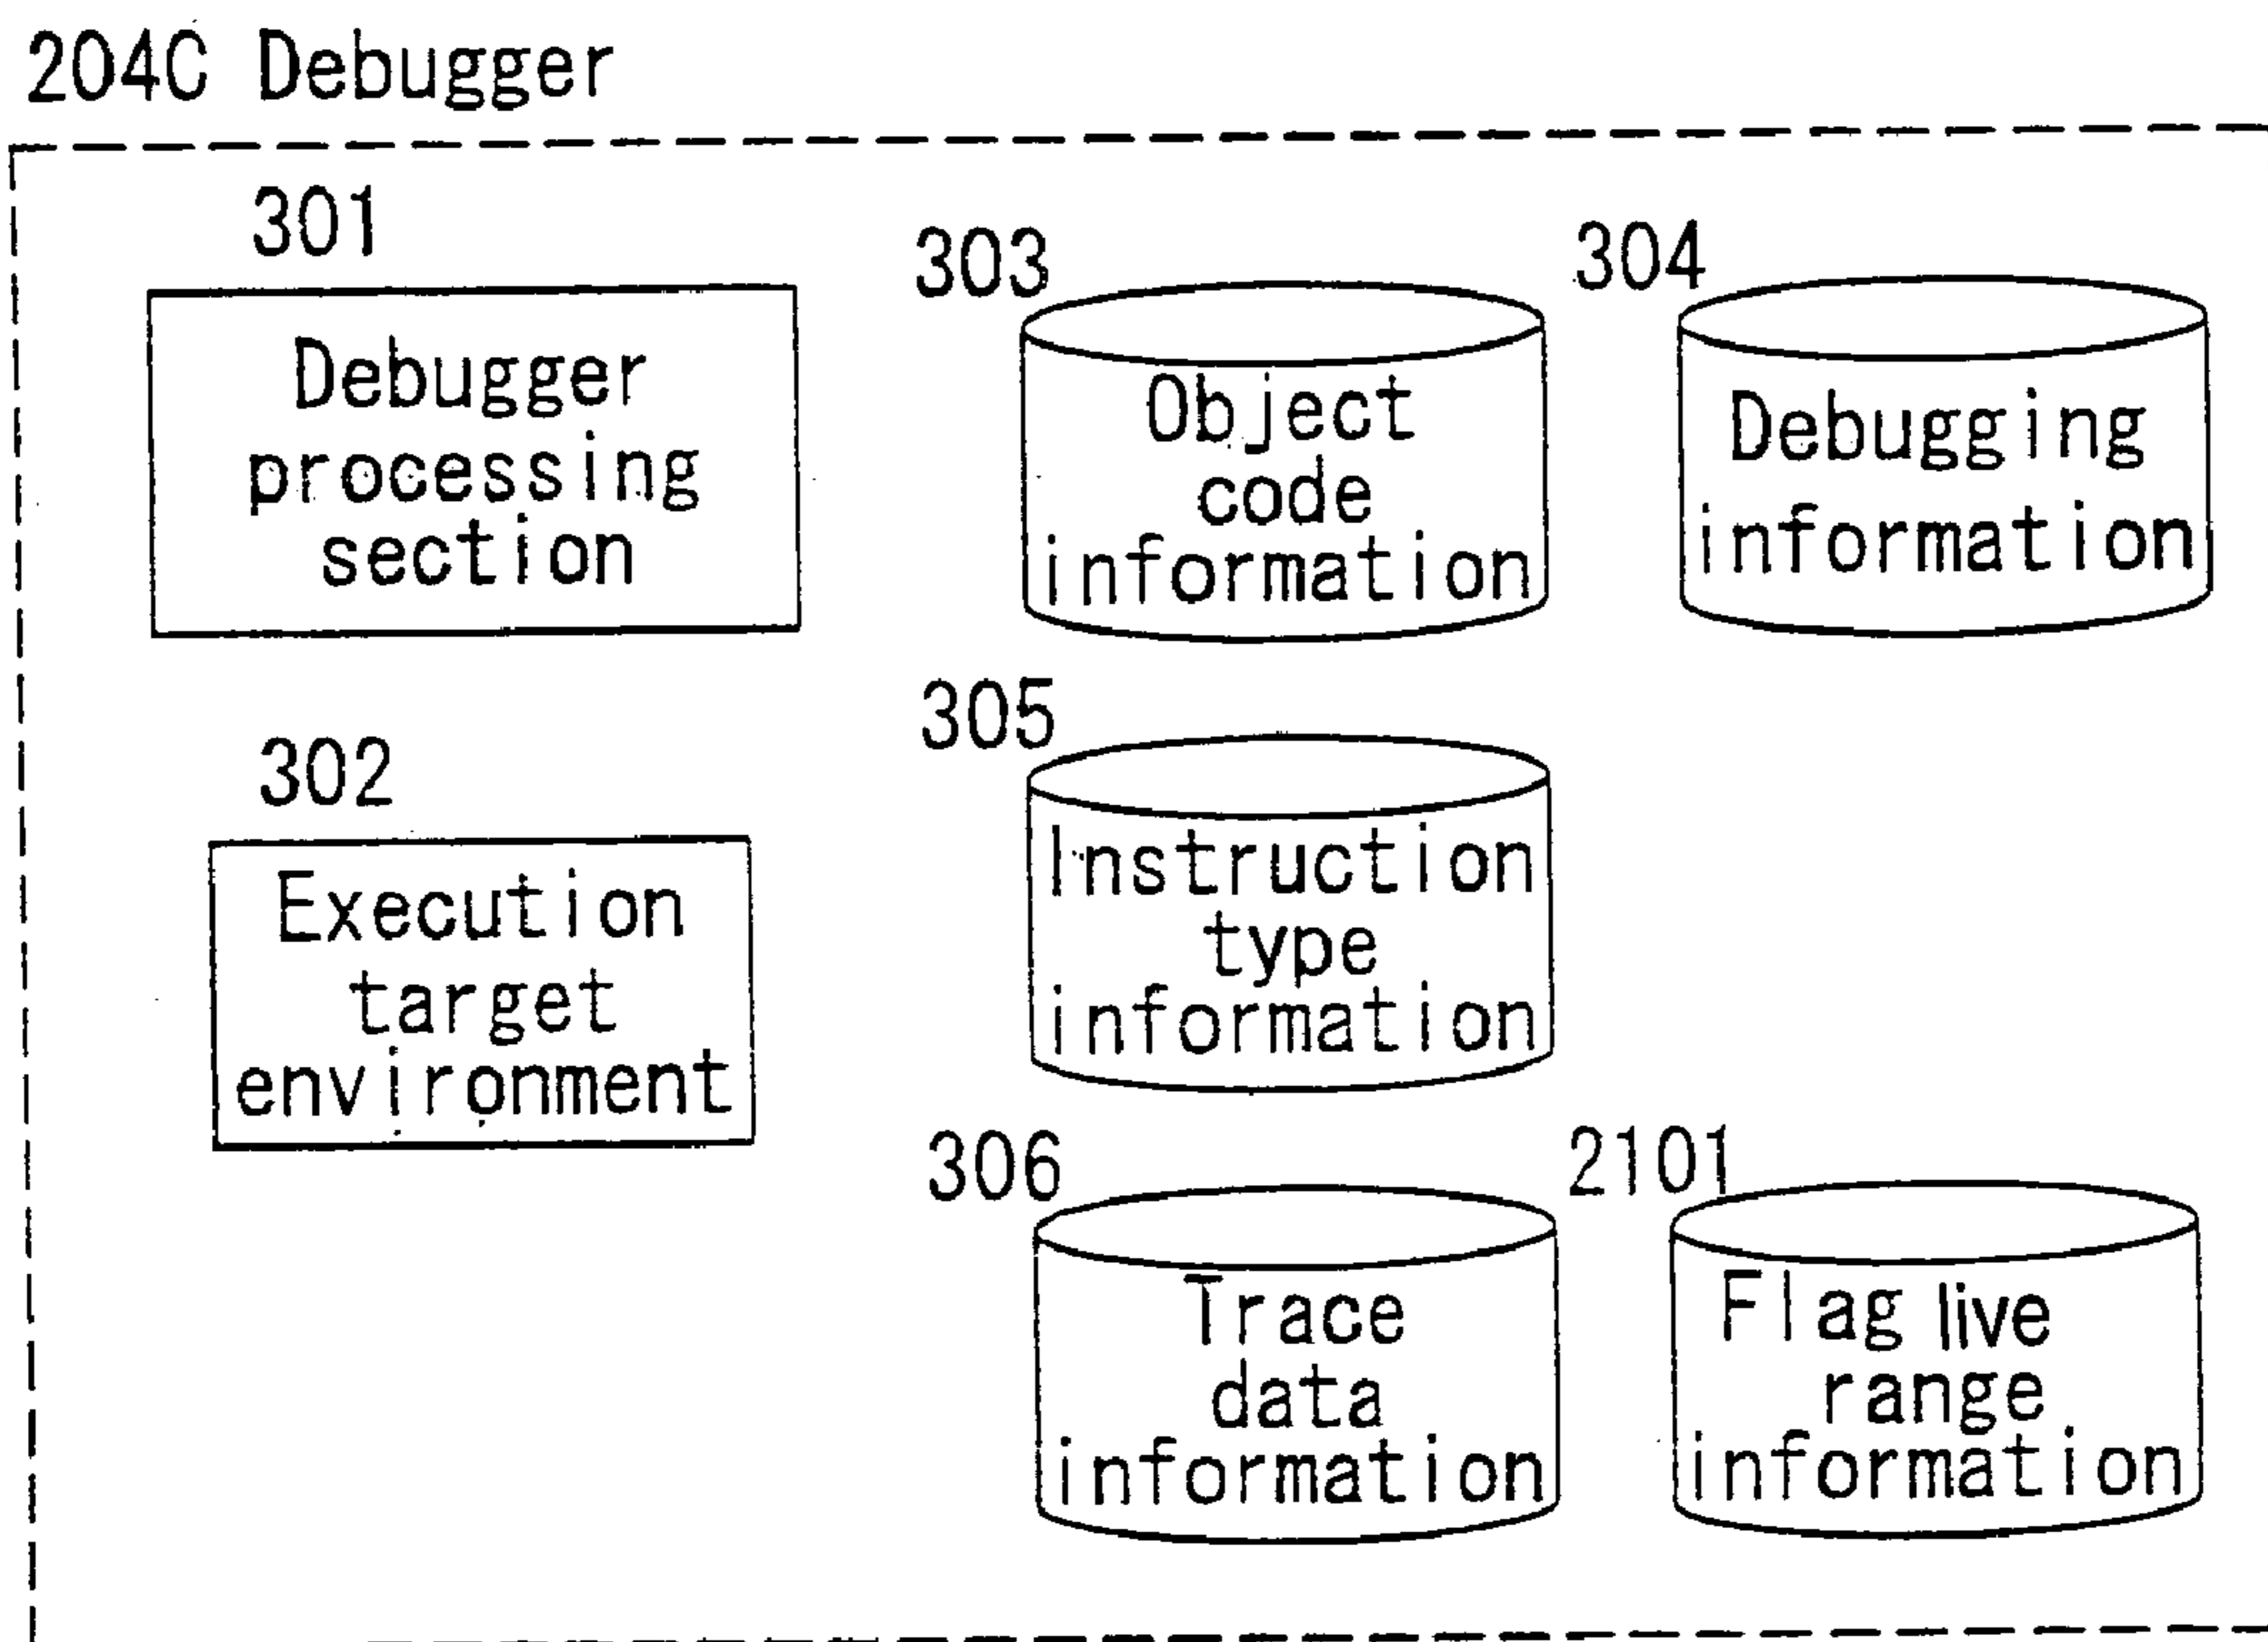 204C Debugger
301
Debugger
processing
section
303
Object
code
information
304
Debugging
information
302
Execution
target
environment
305
Instruction
type
information
306
Trace
data
information
2101
Flag live
range
information